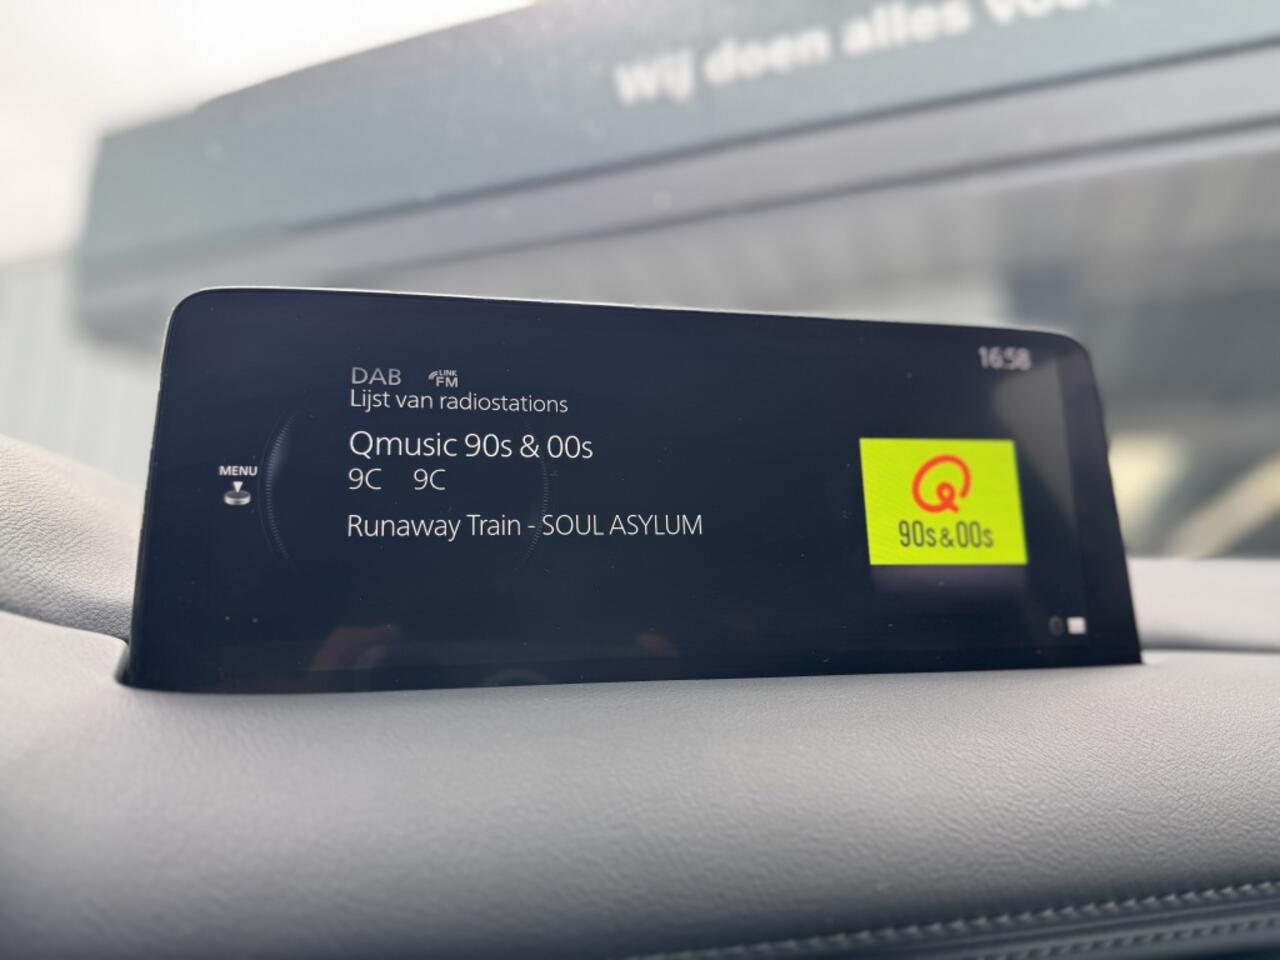 Wij doen alles voor
DAB LINK FM
16:58
Lijst van radiostations
Qmusic 90s & 00s
9C 9C
MENU
Runaway Train - SOUL ASYLUM
Q
90s & 00s